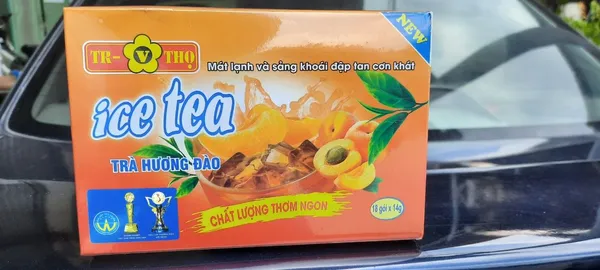 NEW
TR- V THỌ
Mát lạnh và sảng khoái đập tan cơn khát
ice tea
TRÀ HƯƠNG ĐÀO
CHẤT LƯỢNG THƠM NGON
18 gói x 14g